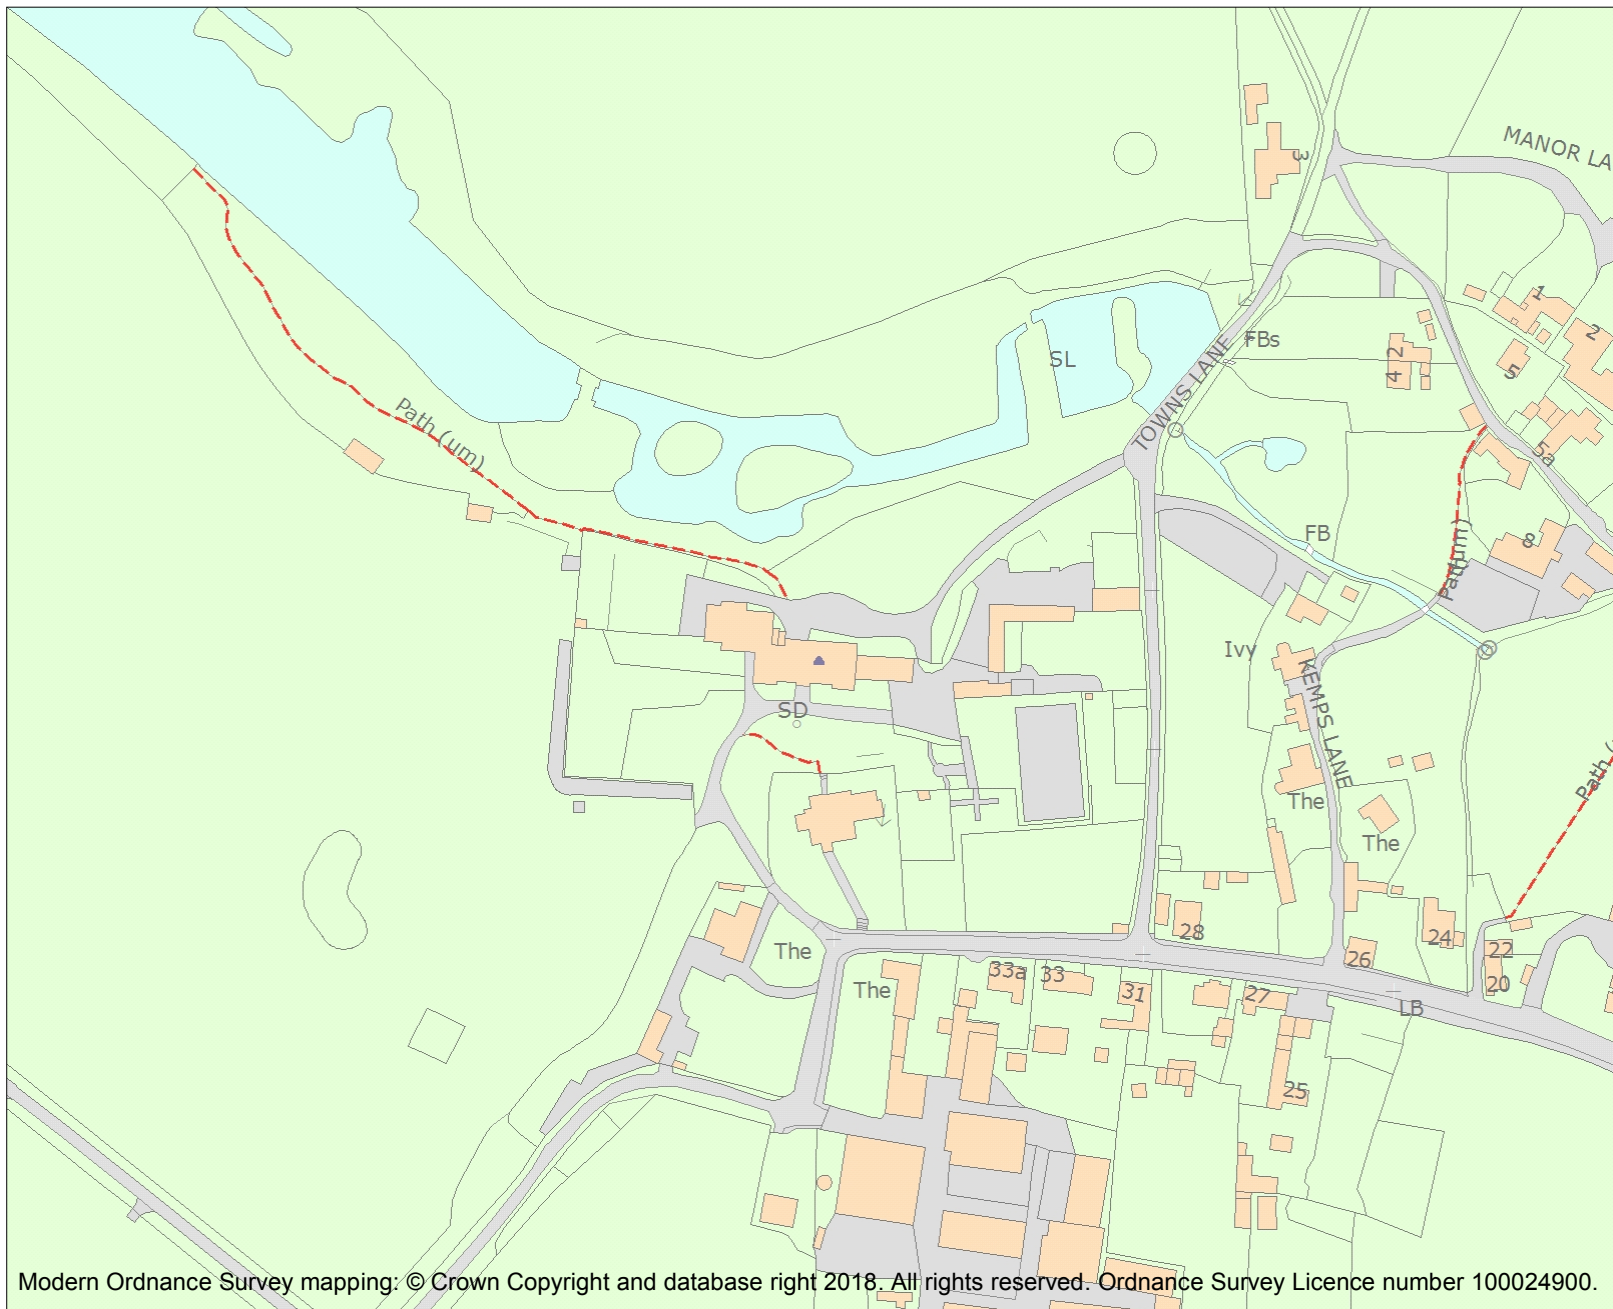 MANOR LA
3
1
2
SL
FBs
TOWNS LANE
2
4
5
Path (um)
5a
FB
8
Path(um)
Ivy
KEMPS LANE
SD
Path (
The
The
28
24
The
22
26
33a
33
The
31
27
20
LB
25
Modern Ordnance Survey mapping: © Crown Copyright and database right 2018. All rights reserved. Ordnance Survey Licence number 100024900.